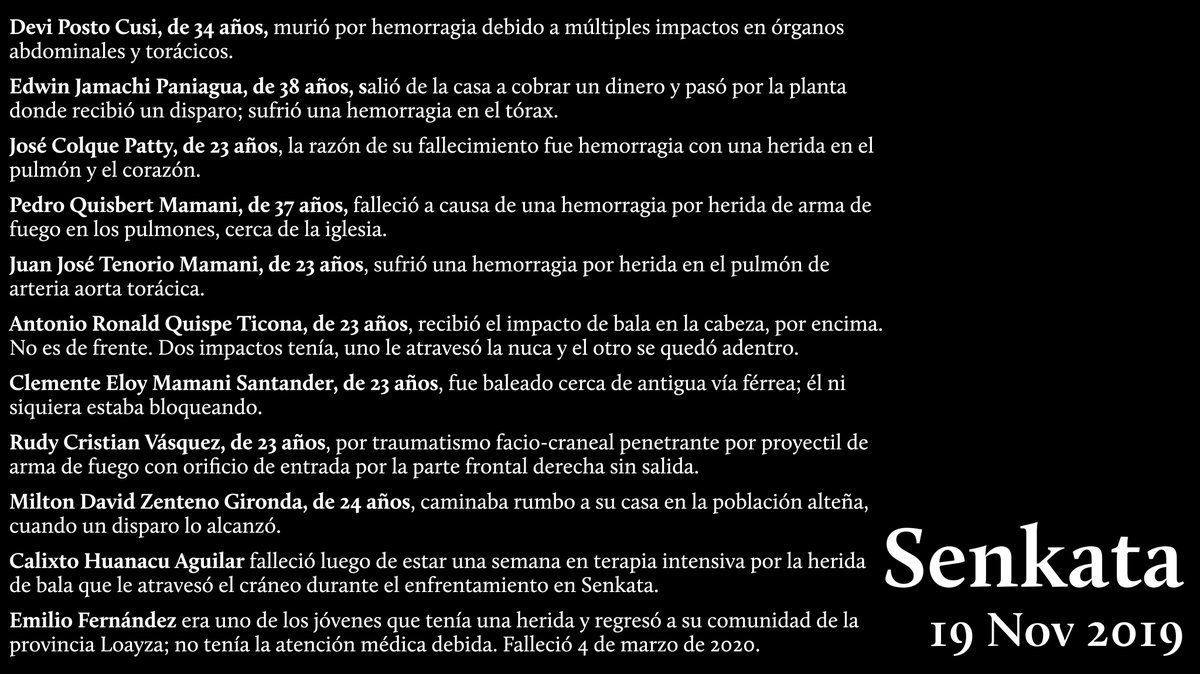 Devi Posto Cusi, de 34 años, murió por hemorragia debido a múltiples impactos en órganos
abdominales y torácicos.
Edwin Jamachi Paniagua, de 38 años, salió de la casa a cobrar un dinero y pasó por la planta
donde recibió un disparo; sufrió una hemorragia en el tórax.
José Colque Patty, de 23 años, la razón de su fallecimiento fue hemorragia con una herida en el
pulmón y el corazón.
Pedro Quisbert Mamani, de 37 años, falleció a causa de una hemorragia por herida de arma de
fuego en los pulmones, cerca de la iglesia.
Juan José Tenorio Mamani, de 23 años, sufrió una hemorragia por herida en el pulmón de
arteria aorta torácica.
Antonio Ronald Quispe Ticona, de 23 años, recibió el impacto de bala en la cabeza, por encima.
No es de frente. Dos impactos tenía, uno le atravesó la nuca y el otro se quedó adentro.
Clemente Eloy Mamani Santander, de 23 años, fue baleado cerca de antigua vía férrea; él ni
siquiera estaba bloqueando.
Rudy Cristian Vásquez, de 23 años, por traumatismo facio-craneal penetrante por proyectil de
arma de fuego con orificio de entrada por la parte frontal derecha sin salida.
Milton David Zenteno Gironda, de 24 años, caminaba rumbo a su casa en la población alteña,
cuando un disparo lo alcanzó.
Calixto Huanacu Aguilar falleció luego de estar una semana en terapia intensiva por la herida
de bala que le atravesó el cráneo durante el enfrentamiento en Senkata.
Emilio Fernández era uno de los jóvenes que tenía una herida y regresó a su comunidad de la
provincia Loayza; no tenía la atención médica debida. Falleció 4 de marzo de 2020.
Senkata
19 Nov 2019